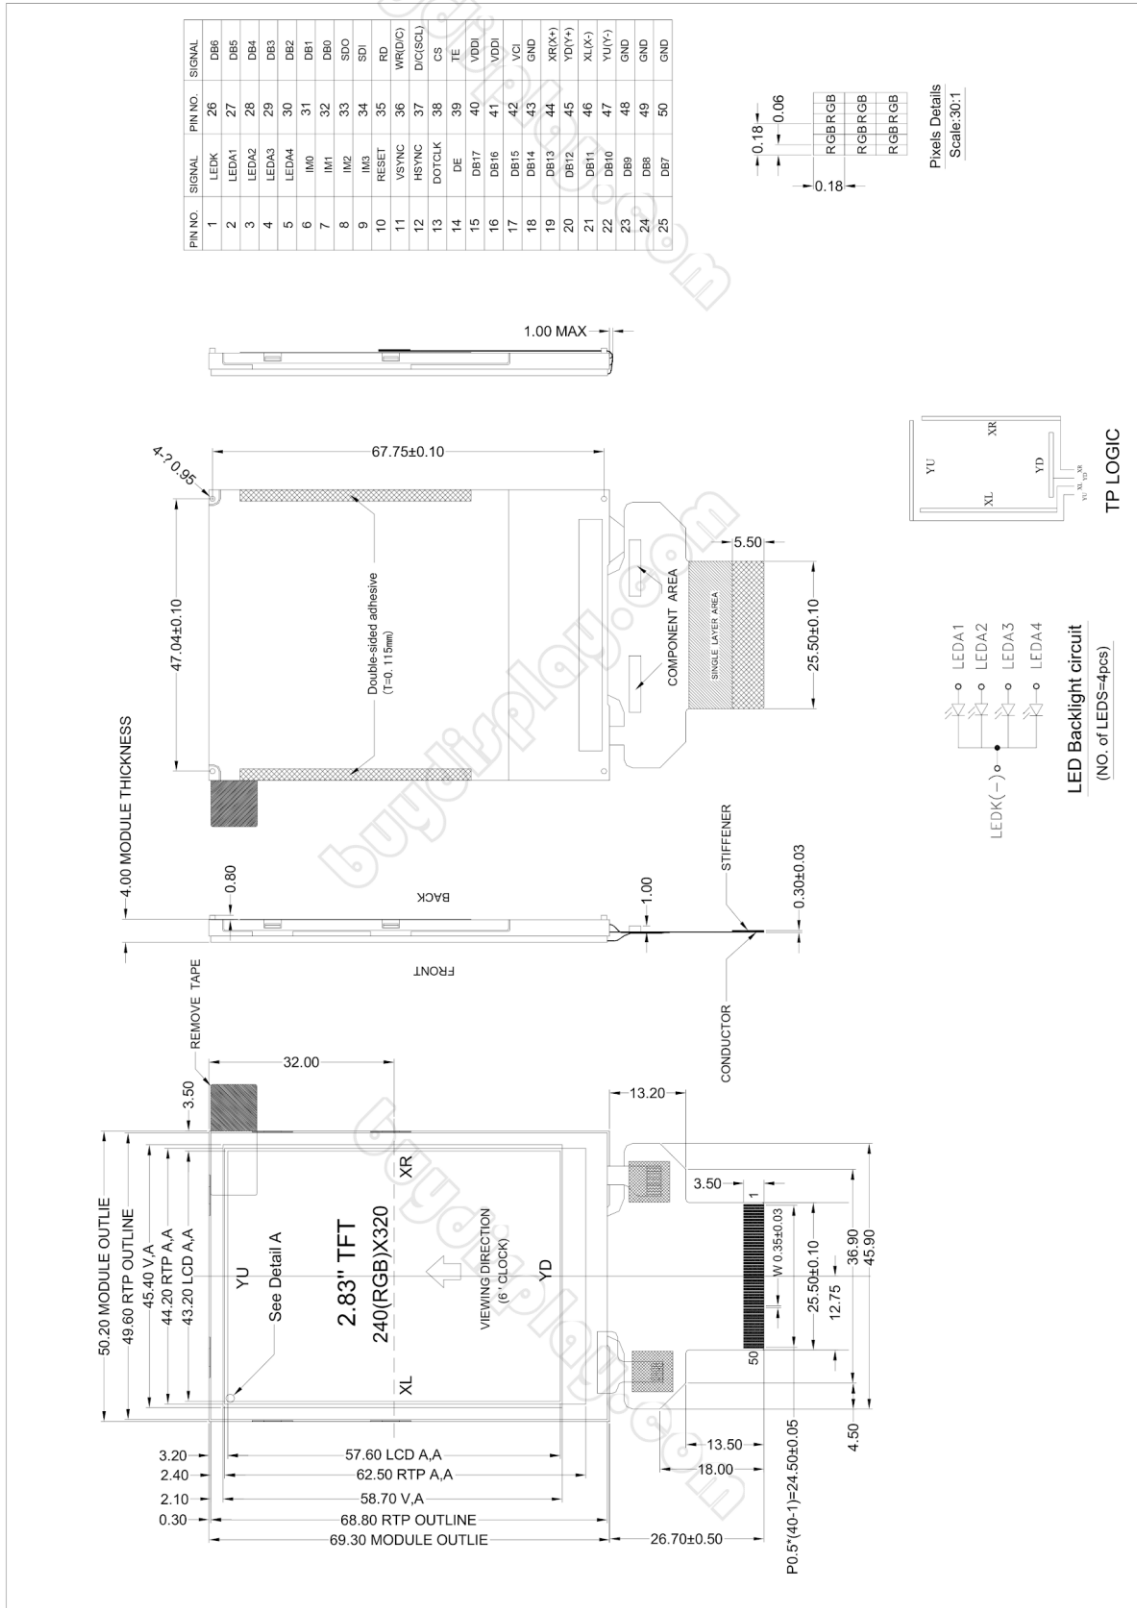 PIN NO. SIGNAL PIN NO. SIGNAL
1 LEDK 26 DB6
2 LEDA1 27 DB5
3 LEDA2 28 DB4
4 LEDA3 29 DB3
5 LEDA4 30 DB2
6 IM0 31 DB1
7 IM1 32 DB0
8 IM2 33 SDO
9 IM3 34 SDI
10 RESET 35 RD
11 VSYNC 36 WR(D/C)
12 HSYNC 37 D/C(SCL)
13 DOTCLK 38 CS
14 DE 39 TE
15 DB17 40 VDDI
16 DB16 41 VDDI
17 DB15 42 VCI
18 DB14 43 GND
19 DB13 44 XR(X+)
20 DB12 45 YD(Y+)
21 DB11 46 XL(X-)
22 DB10 47 YU(Y-)
23 DB9 48 GND
24 DB8 49 GND
25 DB7 50 GND
0.18
0.06
0.18
RGBRGBRGB
RGBRGBRGB
RGBRGBRGB
Pixels Details
Scale:30:1
1.00 MAX
4-?0.95
67.75±0.10
47.04±0.10
Double-sided adhesive
(T=0.115mm)
COMPONENT AREA
SINGLE LAYER AREA
5.50
25.50±0.10
YU
XR
XL
YD
YU XL YD XR
TP LOGIC
LEDA1
LEDA2
LEDA3
LEDA4
LEDK(-)
LED Backlight circuit
(NO. of LEDS=4pcs)
4.00 MODULE THICKNESS
0.80
BACK
FRONT
1.00
STIFFENER
CONDUCTOR
0.30±0.03
REMOVE TAPE
32.00
3.50
50.20 MODULE OUTLIE
49.60 RTP OUTLINE
45.40 V,A
44.20 RTP A,A
43.20 LCD A,A
YU
XR
XL
YD
See Detail A
2.83" TFT
240(RGB)X320
VIEWING DIRECTION
(6 ' CLOCK)
13.20
3.50
1
50
W 0.35±0.03
25.50±0.10
12.75
36.90
45.90
4.50
13.50
18.00
P0.5*(40-1)=24.50±0.05
26.70±0.50
3.20
57.60 LCD A,A
2.40
62.50 RTP A,A
2.10
58.70 V,A
0.30
68.80 RTP OUTLINE
69.30 MODULE OUTLIE
buydisplay.com
buydisplay.com
buydisplay.com